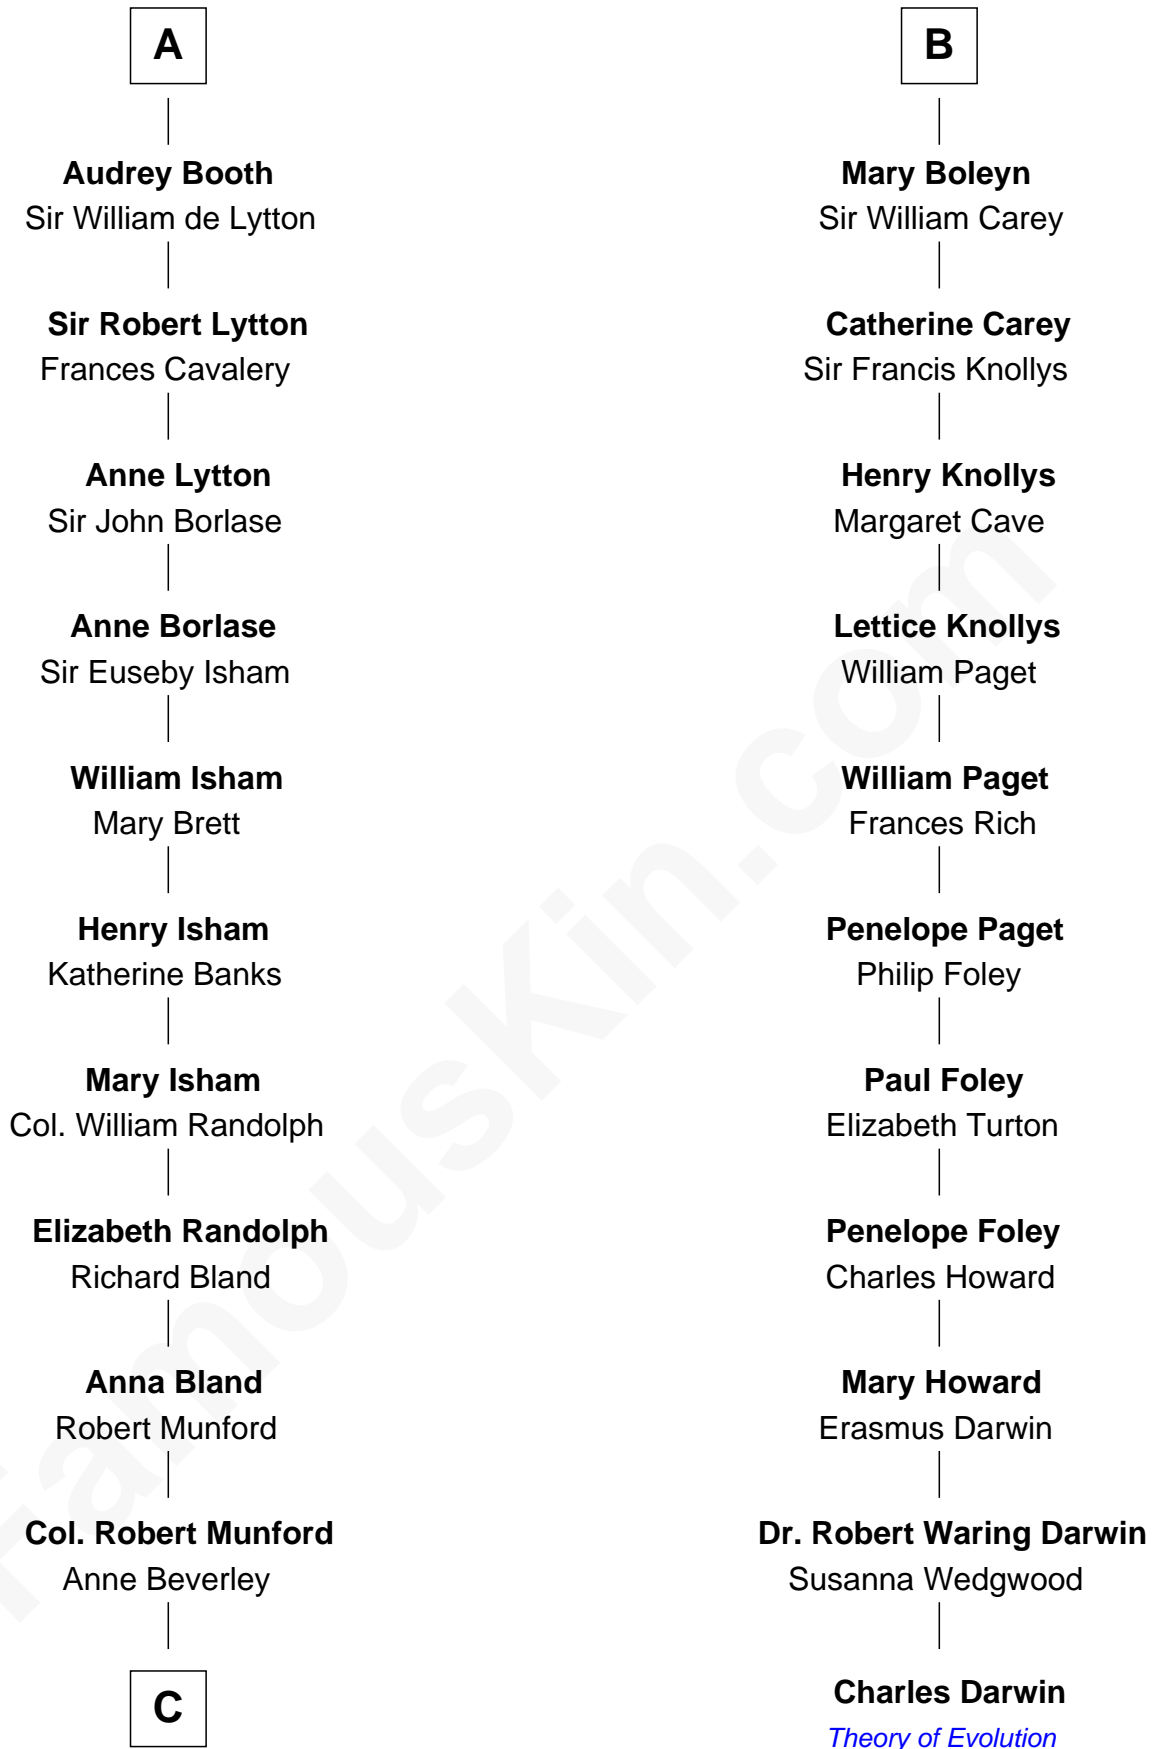 A
Audrey Booth
Sir William de Lytton
Sir Robert Lytton
Frances Cavalery
Anne Lytton
Sir John Borlase
Anne Borlase
Sir Euseby Isham
William Isham
Mary Brett
Henry Isham
Katherine Banks
Mary Isham
Col. William Randolph
Elizabeth Randolph
Richard Bland
Anna Bland
Robert Munford
Col. Robert Munford
Anne Beverley
C
B
Mary Boleyn
Sir William Carey
Catherine Carey
Sir Francis Knollys
Henry Knollys
Margaret Cave
Lettice Knollys
William Paget
William Paget
Frances Rich
Penelope Paget
Philip Foley
Paul Foley
Elizabeth Turton
Penelope Foley
Charles Howard
Mary Howard
Erasmus Darwin
Dr. Robert Waring Darwin
Susanna Wedgwood
Charles Darwin
Theory of Evolution
FamousKin.com